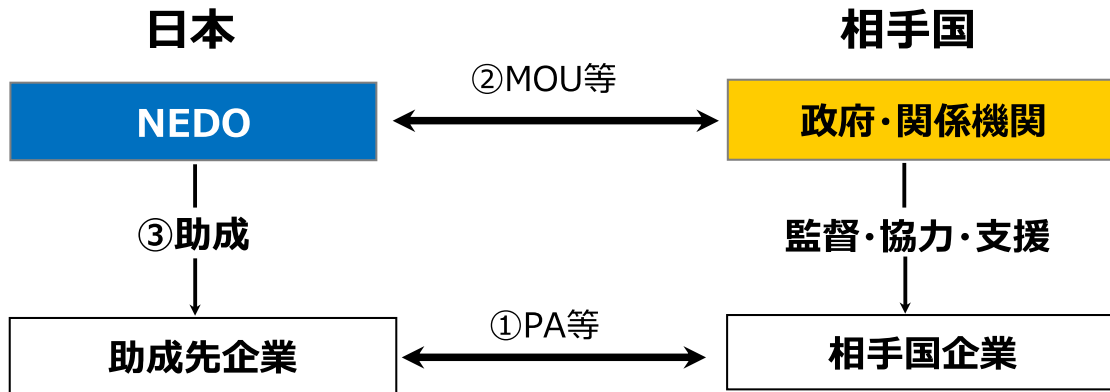 日本
相手国
②MOU等
NEDO
政府・関係機関
③助成
監督・協力・支援
①PA等
助成先企業
相手国企業